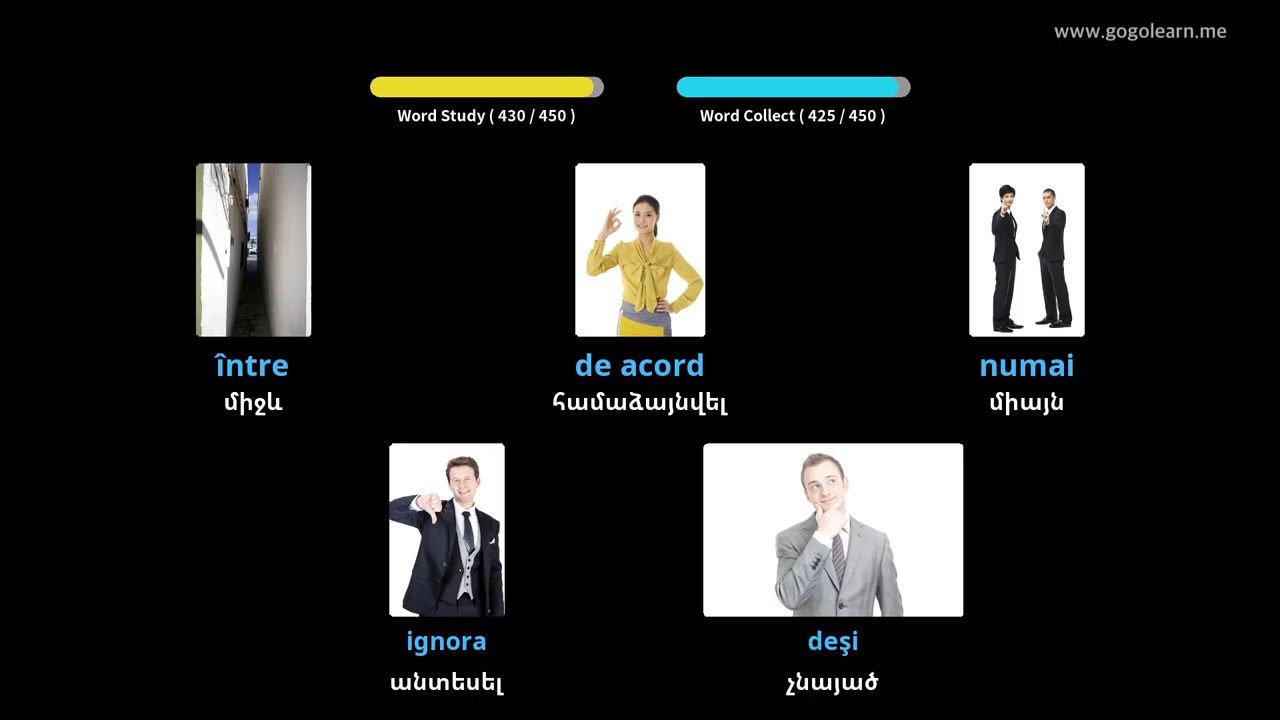 www.gogolearn.me
Word Study ( 430 / 450 )
Word Collect ( 425 / 450 )
între
de acord
numai
միջև
համաձայնվել
միայն
ignora
deşi
անտեսել
չնայած